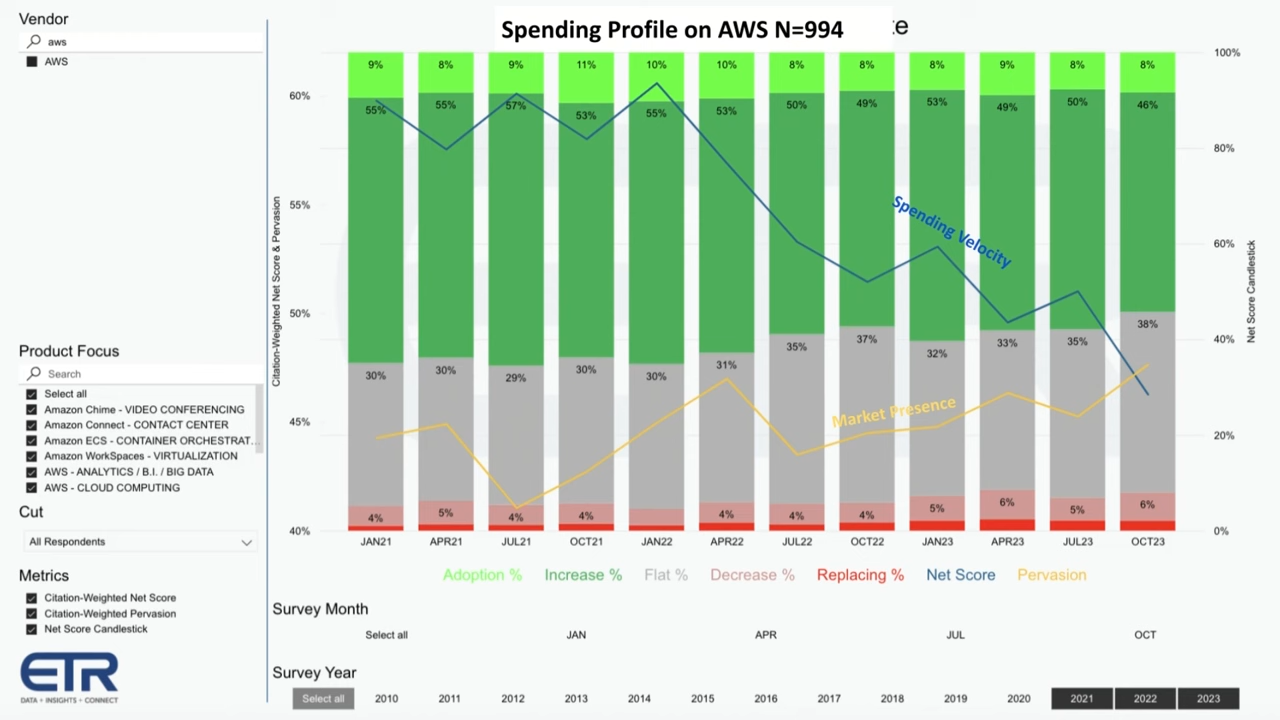 Vendor
aws
AWS
Product Focus
Search
Select all
Amazon Chime - VIDEO CONFERENCING
Amazon Connect - CONTACT CENTER
Amazon ECS - CONTAINER ORCHESTRAT...
Amazon WorkSpaces - VIRTUALIZATION
AWS - ANALYTICS / B.I. / BIG DATA
AWS - CLOUD COMPUTING
Cut
All Respondents
Metrics
Citation-Weighted Net Score
Citation-Weighted Pervasion
Net Score Candlestick
ETR
DATA + INSIGHTS + CONNECT
Spending Profile on AWS N=994
te
Citation-Weighted Net Score & Pervasion
60%
55%
50%
45%
40%
9% 8% 9% 11% 10% 10% 8% 8% 8% 9% 8% 8%
55% 55% 57% 53% 55% 53% 50% 49% 53% 49% 50% 46%
30% 30% 29% 30% 30% 31% 35% 37% 32% 33% 35% 38%
4% 5% 4% 4% 4% 4% 4% 5% 6% 5% 6%
Spending Velocity
Market Presence
100%
80%
60%
40%
20%
0%
Net Score Candlestick
JAN21 APR21 JUL21 OCT21 JAN22 APR22 JUL22 OCT22 JAN23 APR23 JUL23 OCT23
Adoption % Increase % Flat % Decrease % Replacing % Net Score Pervasion
Survey Month
Select all JAN APR JUL OCT
Survey Year
Select all 2010 2011 2012 2013 2014 2015 2016 2017 2018 2019 2020 2021 2022 2023